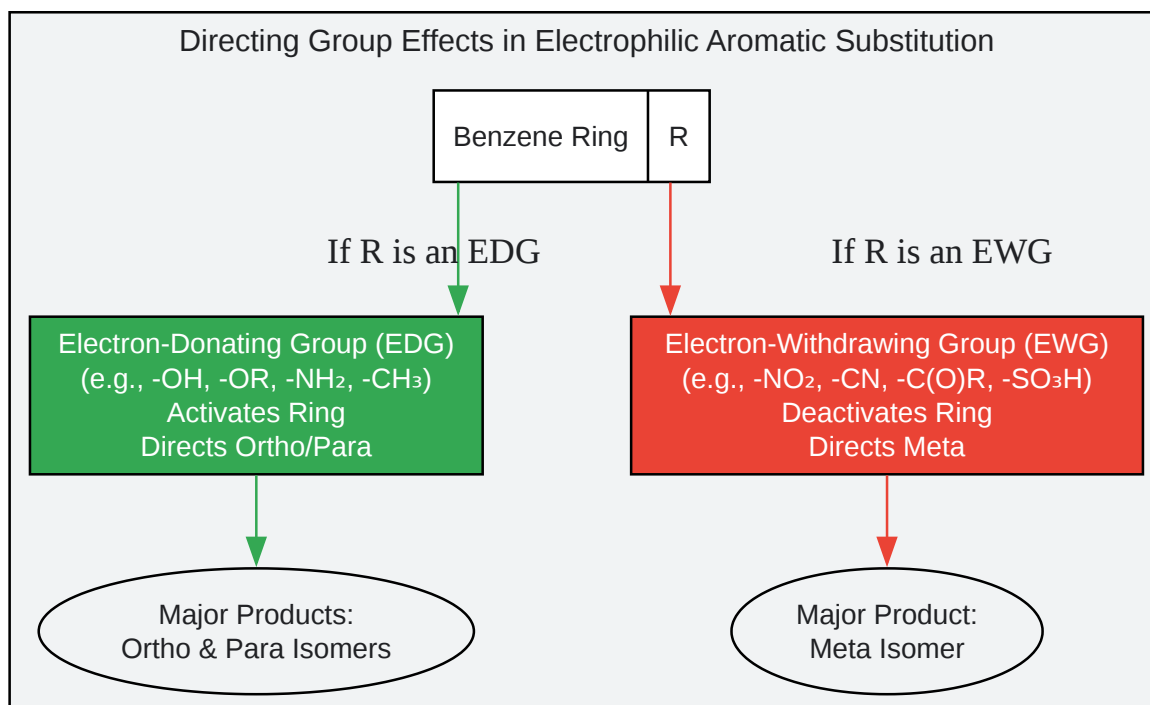 Directing Group Effects in Electrophilic Aromatic Substitution
Benzene Ring
R
If R is an EDG
If R is an EWG
Electron-Donating Group (EDG)
(e.g., -OH, -OR, -NH₂, -CH₃)
Activates Ring
Directs Ortho/Para
Electron-Withdrawing Group (EWG)
(e.g., -NO₂, -CN, -C(O)R, -SO₃H)
Deactivates Ring
Directs Meta
Major Products:
Ortho & Para Isomers
Major Product:
Meta Isomer